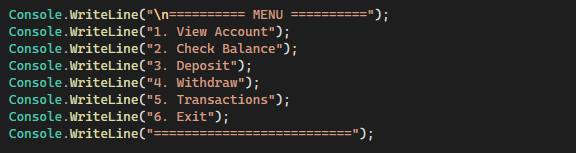 Console.WriteLine("\n========== MENU ==========");
Console.WriteLine("1. View Account");
Console.WriteLine("2. Check Balance");
Console.WriteLine("3. Deposit");
Console.WriteLine("4. Withdraw");
Console.WriteLine("5. Transactions");
Console.WriteLine("6. Exit");
Console.WriteLine("==========================");